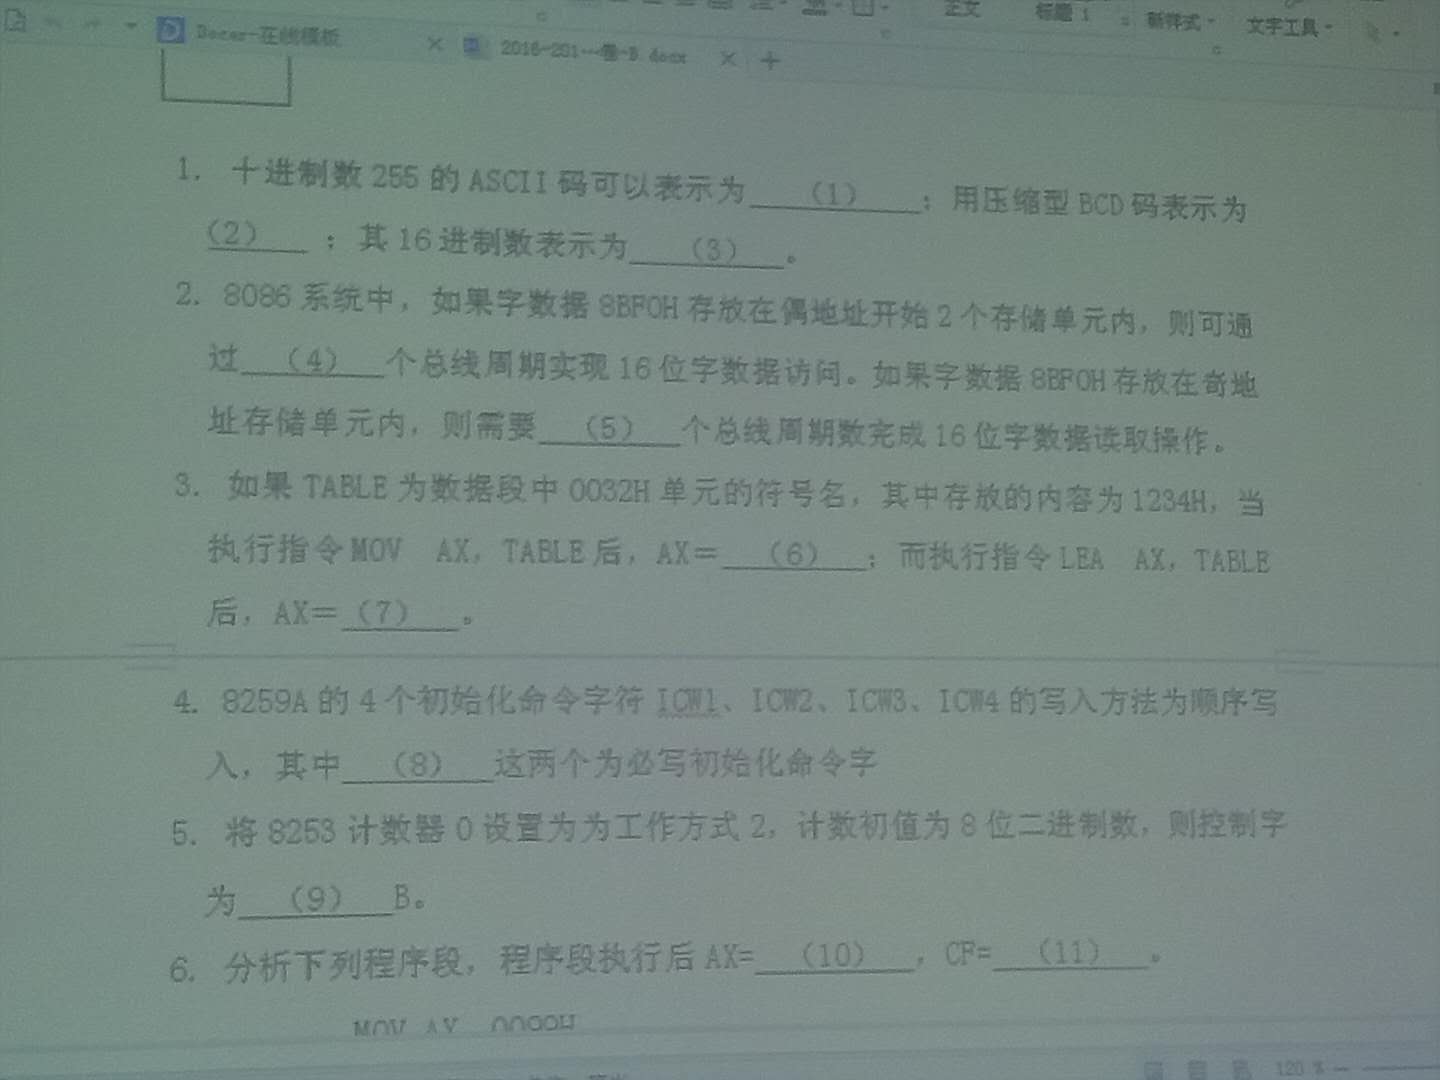 Docer-在线模板
2016-201…卷-B.docx
正文
标题 1
新样式
文字工具
1. 十进制数 255 的 ASCII 码可以表示为 （1） ；用压缩型 BCD 码表示为
（2） ；其 16 进制数表示为 （3） 。
2. 8086 系统中，如果字数据 8BF0H 存放在偶地址开始 2 个存储单元内，则可通
过 （4） 个总线周期实现 16 位字数据访问。如果字数据 8BF0H 存放在奇地
址存储单元内，则需要 （5） 个总线周期数完成 16 位字数据读取操作。
3. 如果 TABLE 为数据段中 0032H 单元的符号名，其中存放的内容为 1234H，当
执行指令 MOV AX，TABLE 后，AX＝ （6） ；而执行指令 LEA AX，TABLE
后，AX＝（7） 。
4. 8259A 的 4 个初始化命令字符 ICW1、ICW2、ICW3、ICW4 的写入方法为顺序写
入，其中 （8） 这两个为必写初始化命令字
5. 将 8253 计数器 0 设置为为工作方式 2，计数初值为 8 位二进制数，则控制字
为 （9） B。
6. 分析下列程序段，程序段执行后 AX= （10） ，CF= （11） 。
MOV AX
120 %